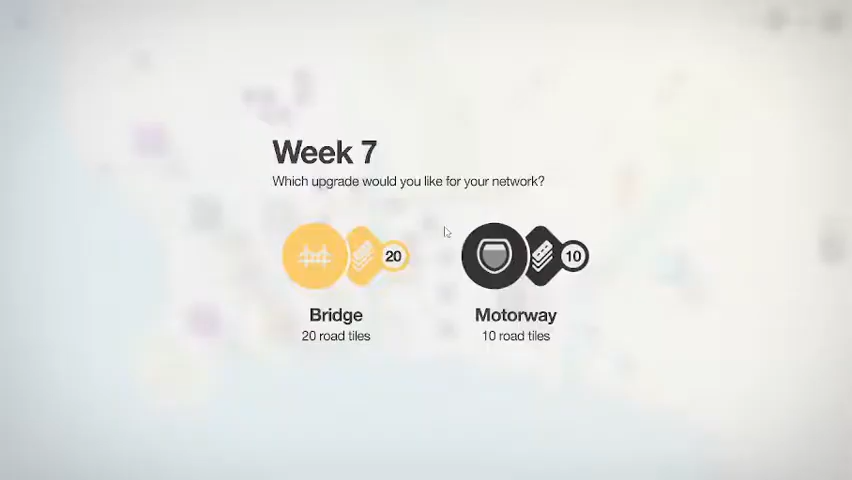 Week 7
Which upgrade would you like for your network?
20
10
Bridge
Motorway
20 road tiles
10 road tiles